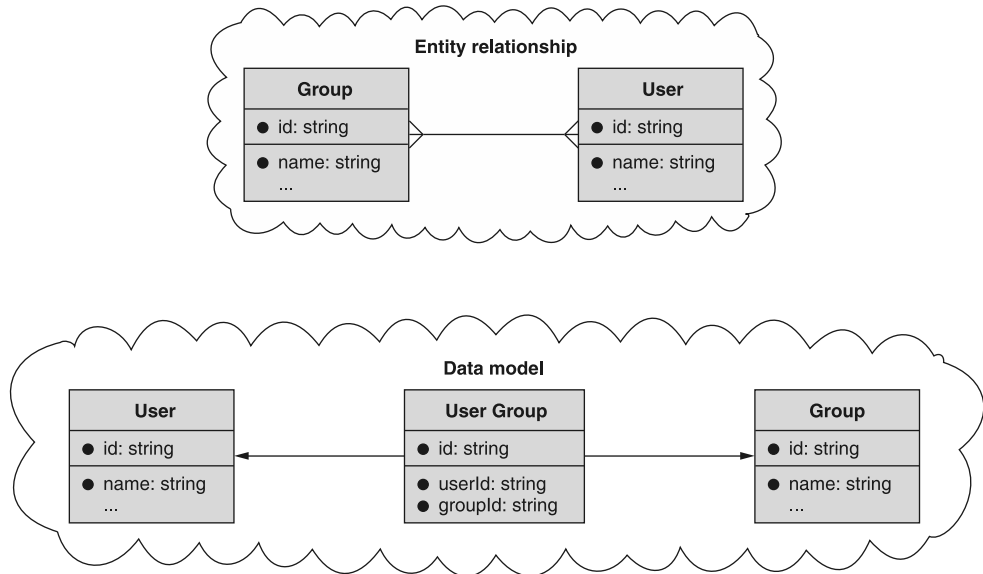 Entity relationship
Group
● id: string
● name: string
...
User
● id: string
● name: string
...
Data model
User
● id: string
● name: string
...
User Group
● id: string
● userId: string
● groupId: string
Group
● id: string
● name: string
...